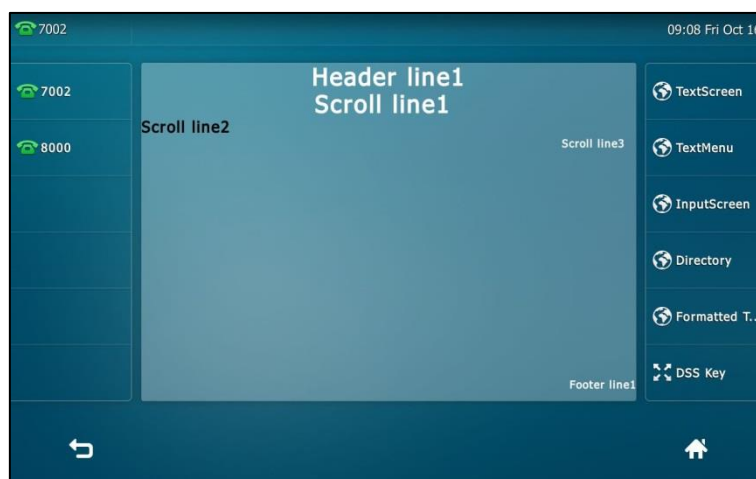 7002
09:08 Fri Oct 1
7002
8000
Header line1
Scroll line1
Scroll line2
Scroll line3
Footer line1
TextScreen
TextMenu
InputScreen
Directory
Formatted T..
DSS Key